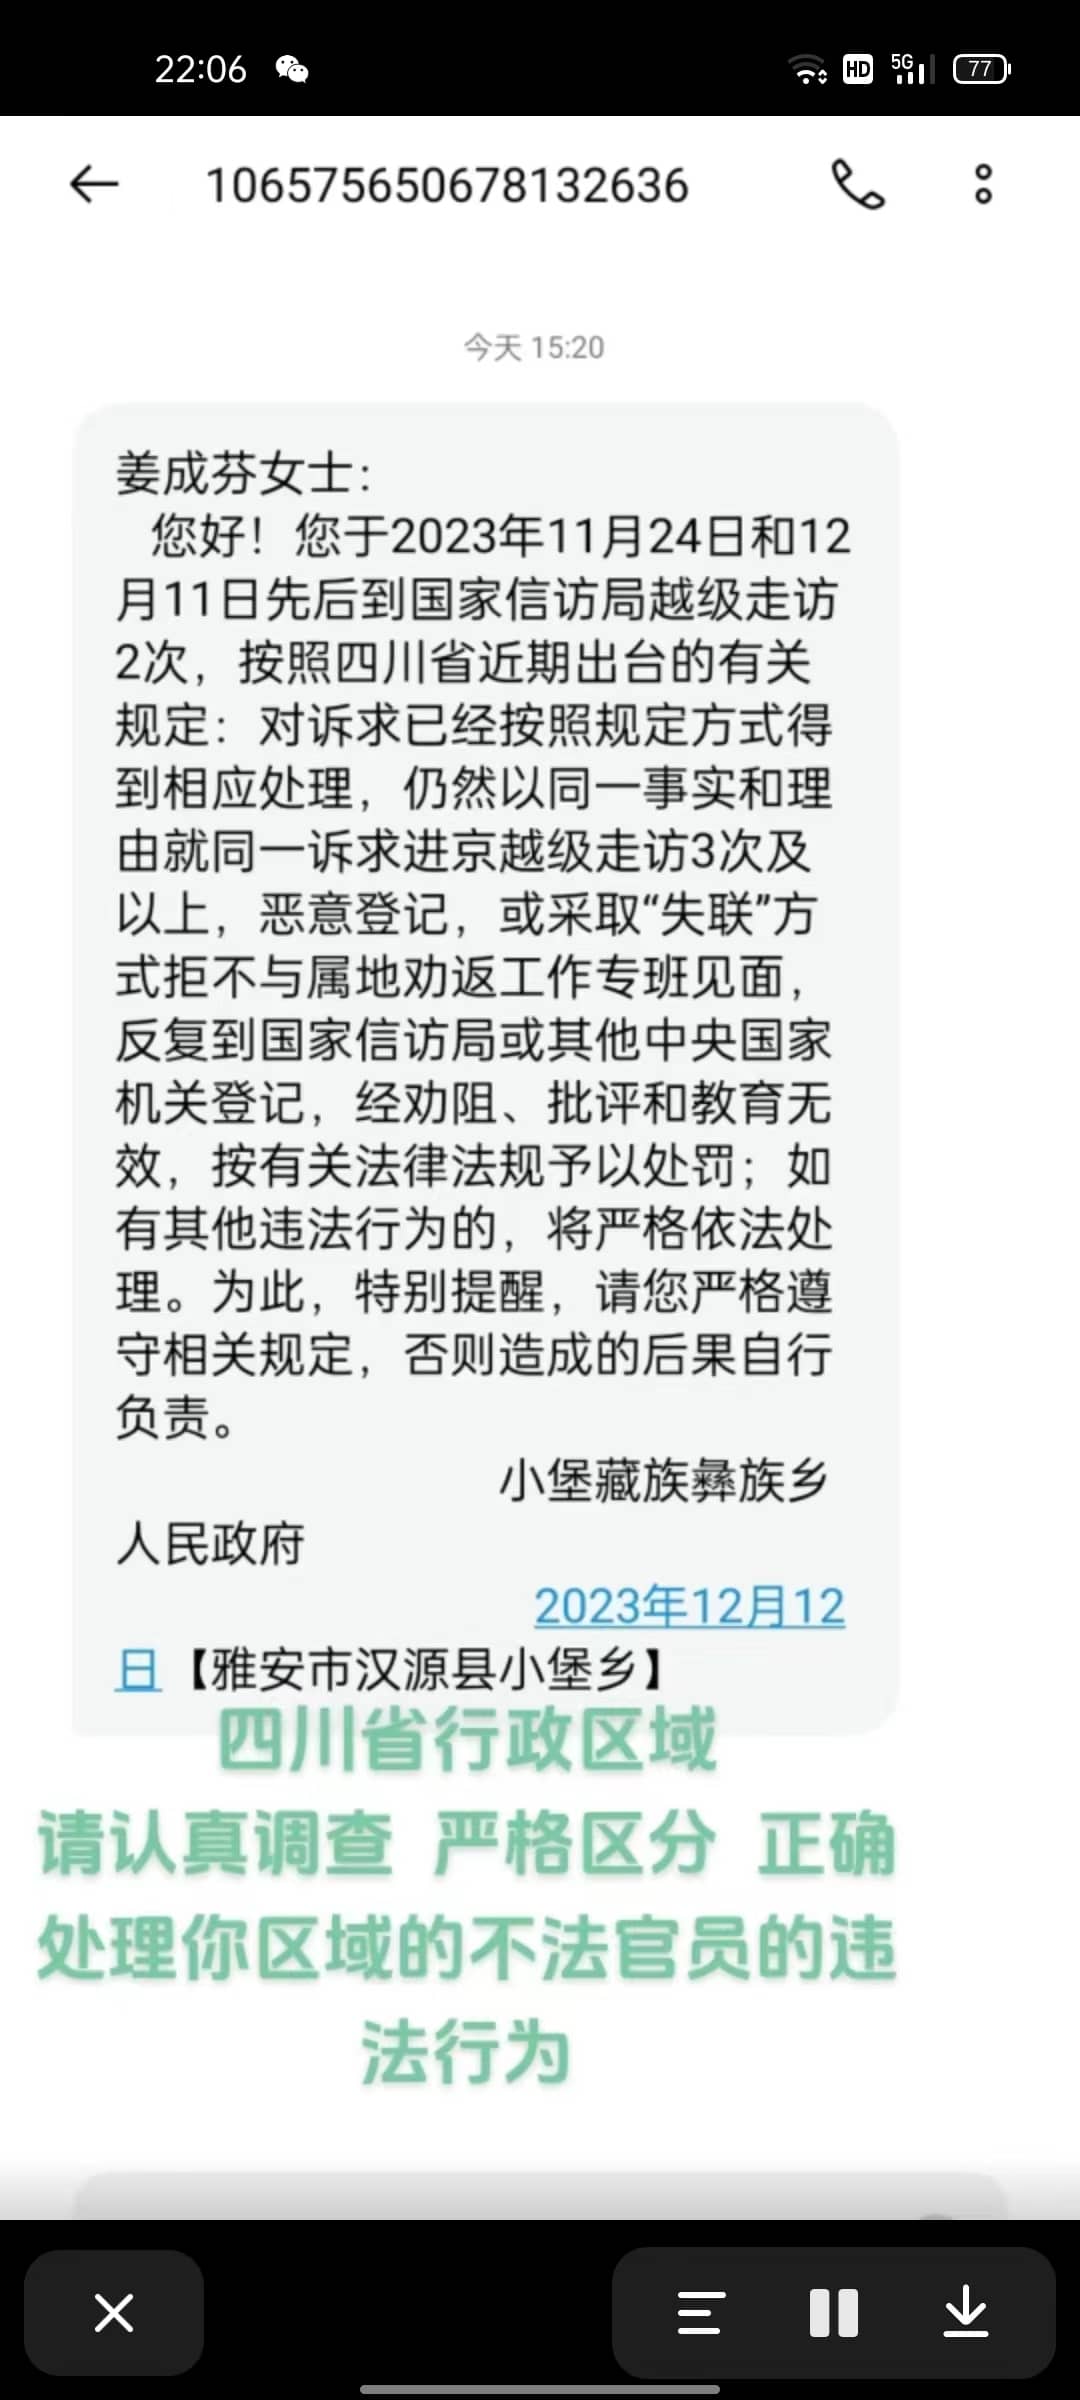 22:06
HD
5G
77
106575650678132636
今天 15:20
姜成芬女士：
您好！您于2023年11月24日和12
月11日先后到国家信访局越级走访
2次，按照四川省近期出台的有关
规定：对诉求已经按照规定方式得
到相应处理，仍然以同一事实和理
由就同一诉求进京越级走访3次及
以上，恶意登记，或采取“失联”方
式拒不与属地劝返工作专班见面，
反复到国家信访局或其他中央国家
机关登记，经劝阻、批评和教育无
效，按有关法律法规予以处罚；如
有其他违法行为的，将严格依法处
理。为此，特别提醒，请您严格遵
守相关规定，否则造成的后果自行
负责。
小堡藏族彝族乡
人民政府
2023年12月12
日【雅安市汉源县小堡乡】
四川省行政区域
请认真调查 严格区分 正确
处理你区域的不法官员的违
法行为